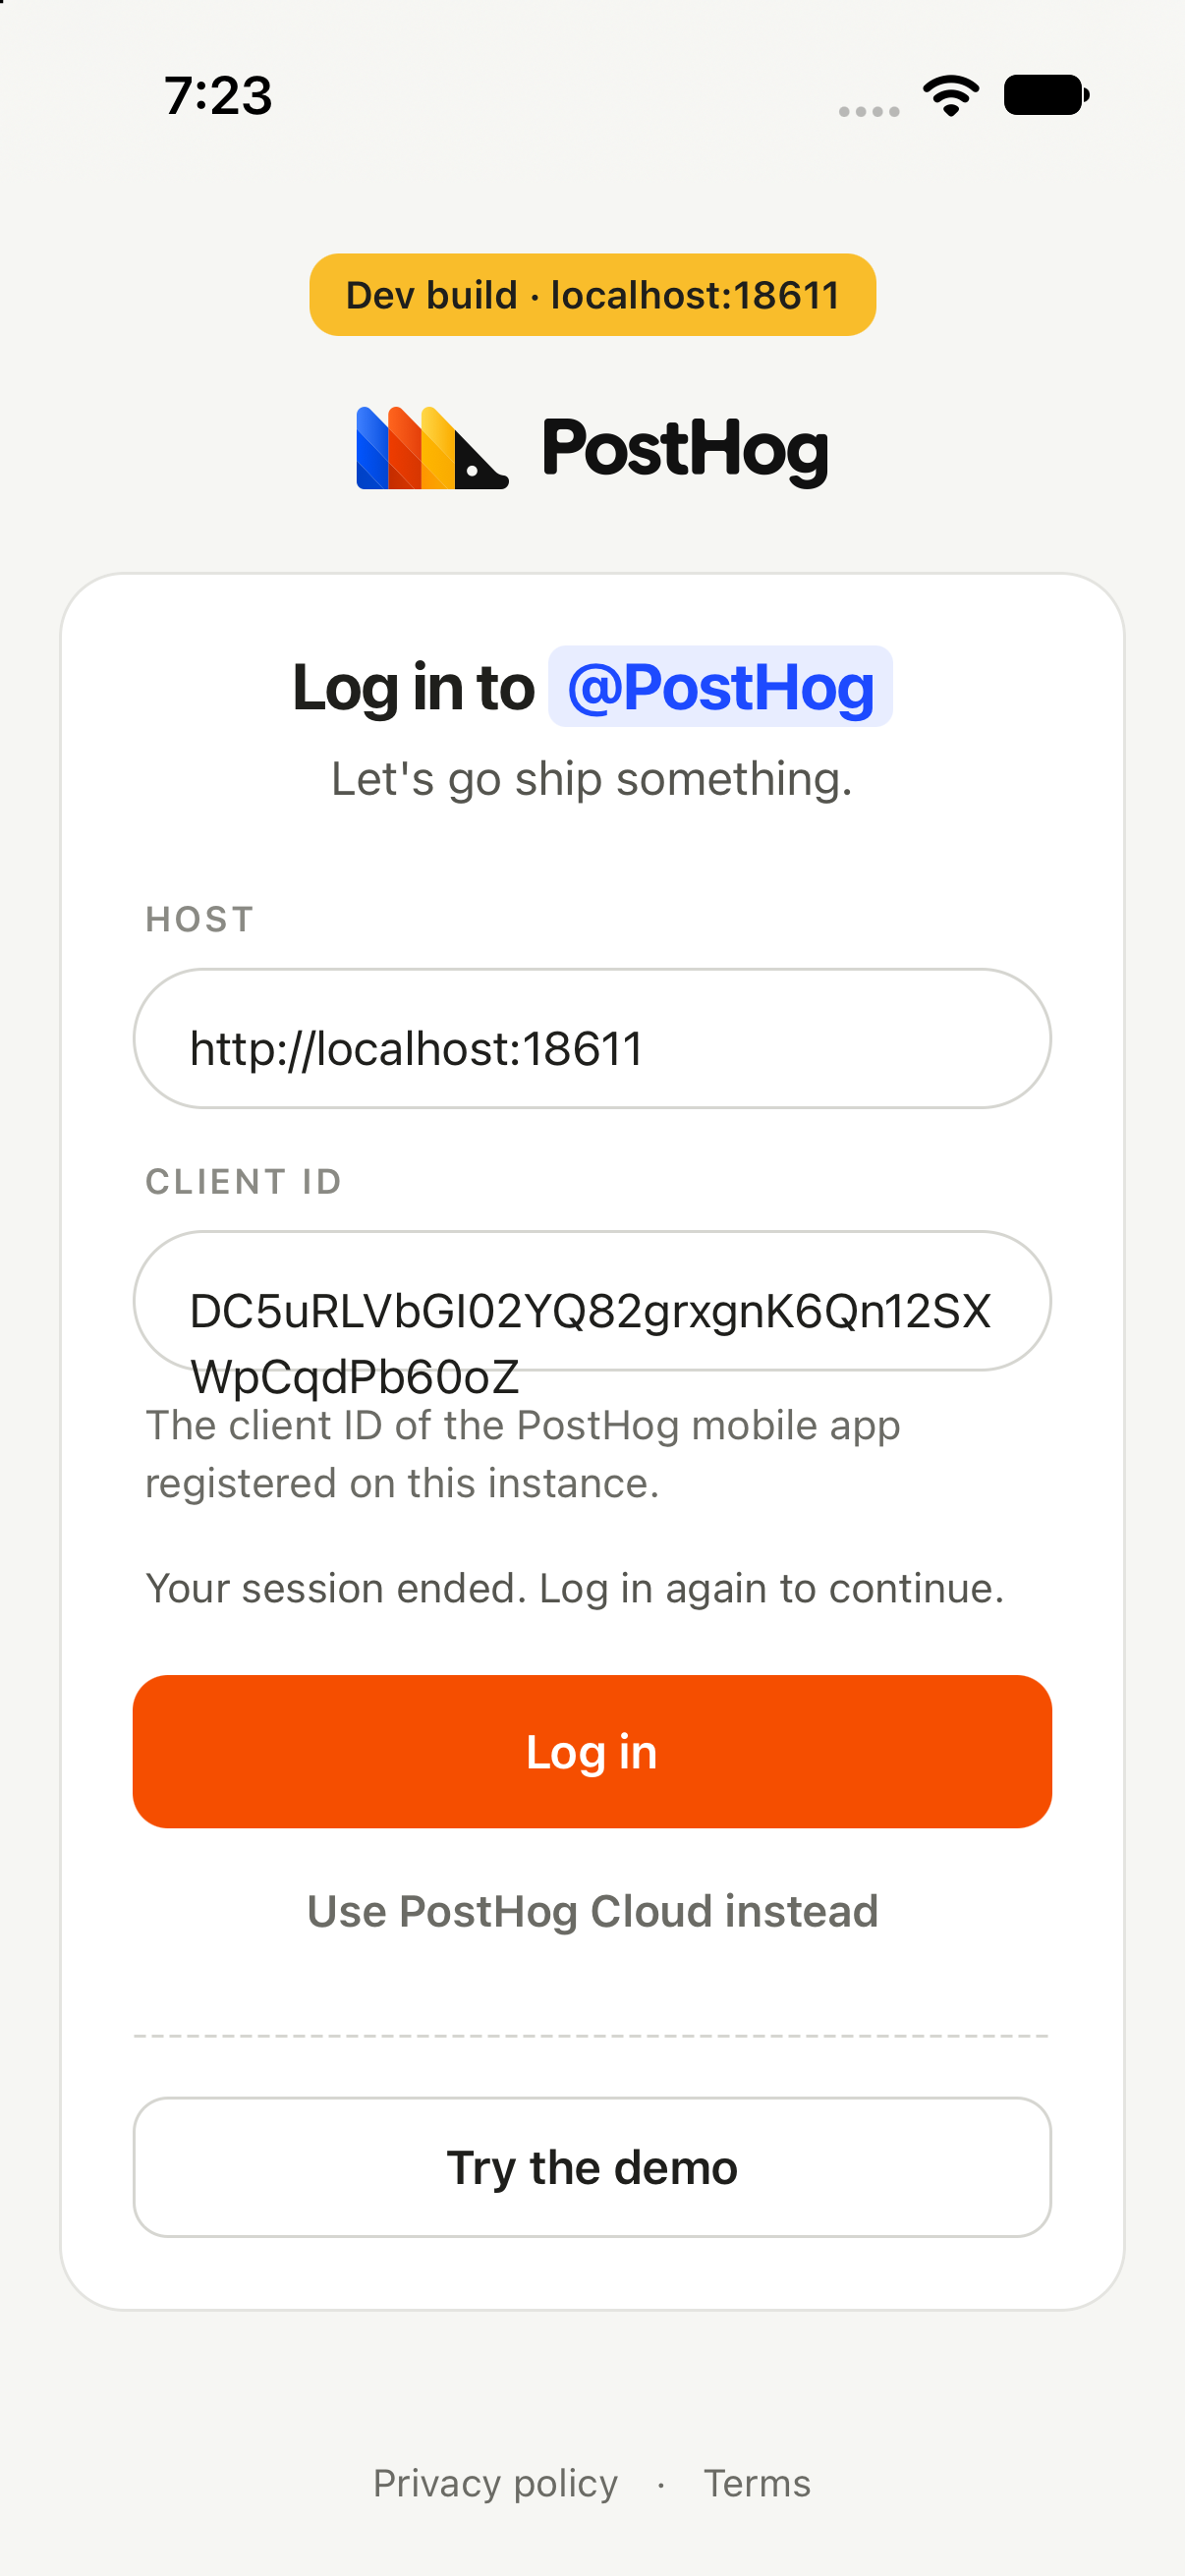 7:23
Dev build · localhost:18611
PostHog
Log in to @PostHog
Let's go ship something.
HOST
http://localhost:18611
CLIENT ID
DC5uRLVbGI02YQ82grxgnK6Qn12SX
WpCqdPb60oZ
The client ID of the PostHog mobile app
registered on this instance.
Your session ended. Log in again to continue.
Log in
Use PostHog Cloud instead
Try the demo
Privacy policy · Terms